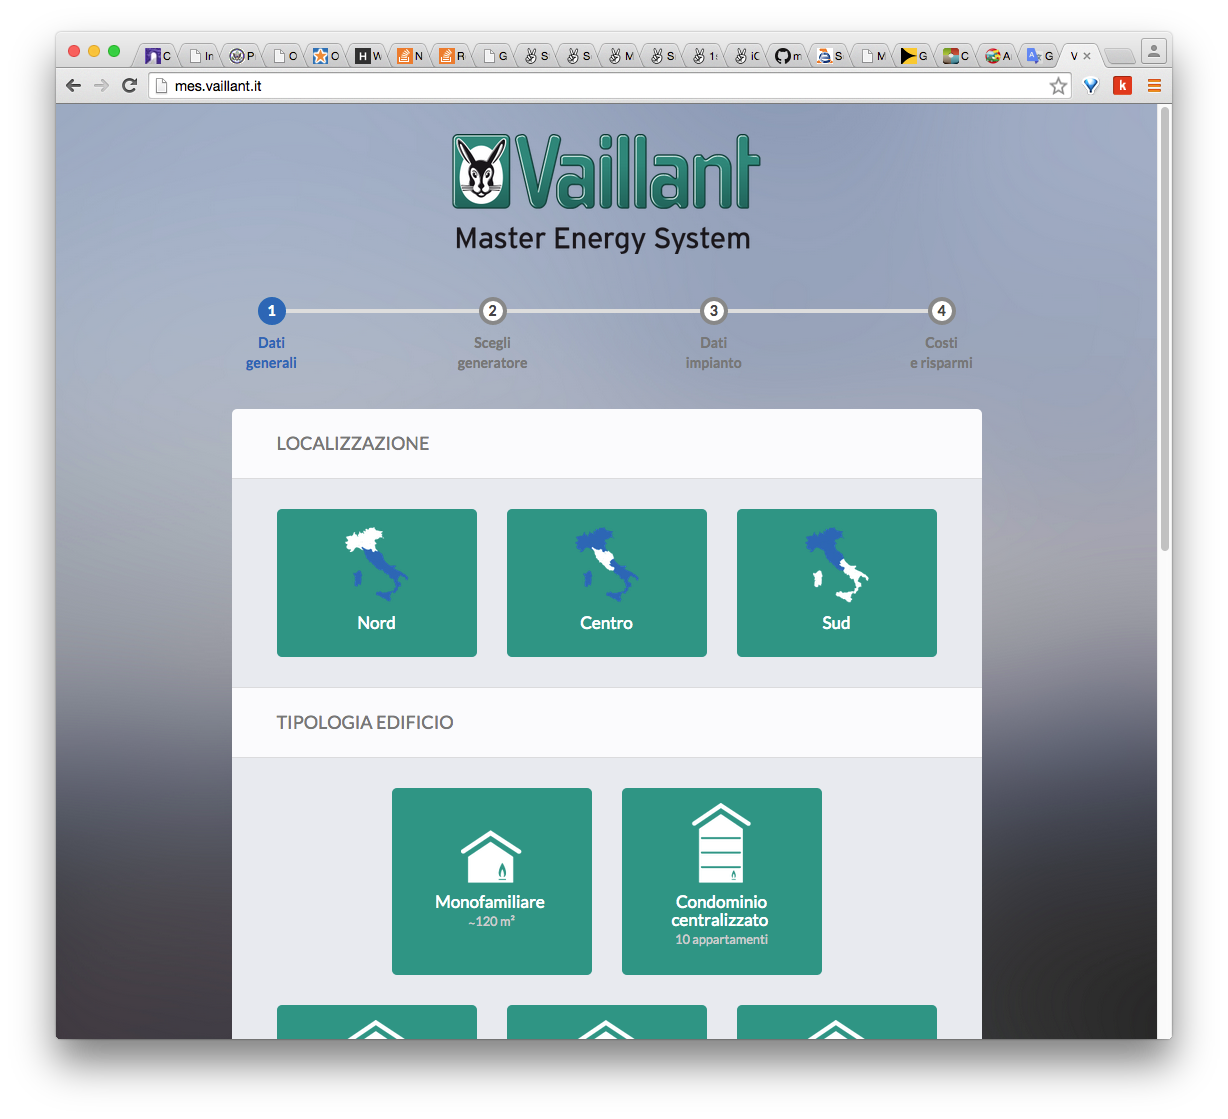 C
In
P
O
O
H W
N
R
G
S
S
M
S
1:
iC
m
S
M
G
C
A
G
V
mes.vaillant.it
k
Vaillant
Master Energy System
1
2
3
4
Dati
generali
Scegli
generatore
Dati
impianto
Costi
e risparmi
LOCALIZZAZIONE
Nord
Centro
Sud
TIPOLOGIA EDIFICIO
Monofamiliare
~120 m²
Condominio
centralizzato
10 appartamenti